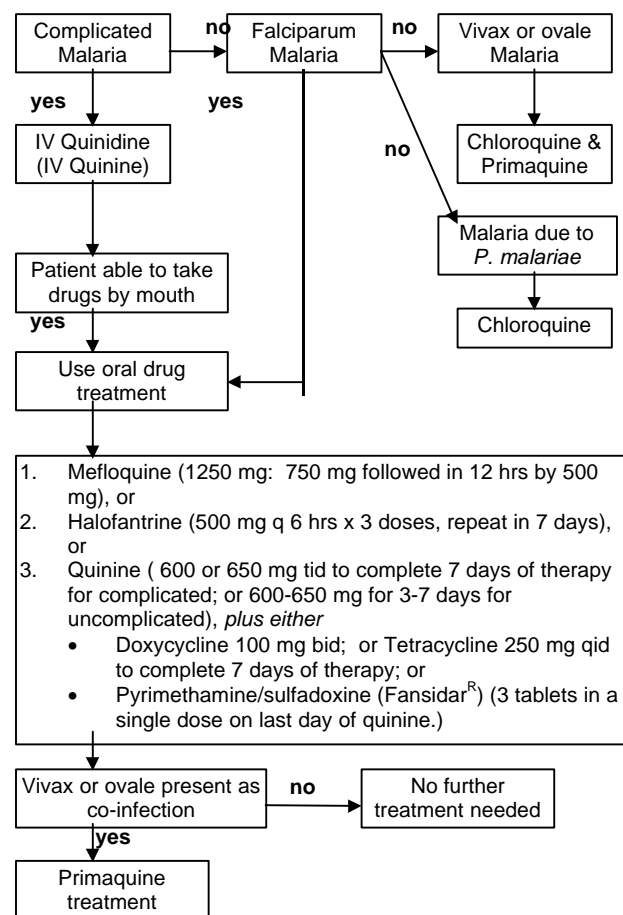 Complicated
Malaria
no
Falciparum
Malaria
no
Vivax or ovale
Malaria
yes
yes
IV Quinidine
(IV Quinine)
no
Chloroquine &
Primaquine
Malaria due to
P. malariae
Patient able to take
drugs by mouth
yes
Chloroquine
Use oral drug
treatment
1. Mefloquine (1250 mg: 750 mg followed in 12 hrs by 500
mg), or
2. Halofantrine (500 mg q 6 hrs x 3 doses, repeat in 7 days),
or
3. Quinine ( 600 or 650 mg tid to complete 7 days of therapy
for complicated; or 600-650 mg for 3-7 days for
uncomplicated), plus either
• Doxycycline 100 mg bid; or Tetracycline 250 mg qid
to complete 7 days of therapy; or
• Pyrimethamine/sulfadoxine (Fansidar^R) (3 tablets in a
single dose on last day of quinine.)
Vivax or ovale present as
co-infection
no
No further
treatment needed
yes
Primaquine
treatment